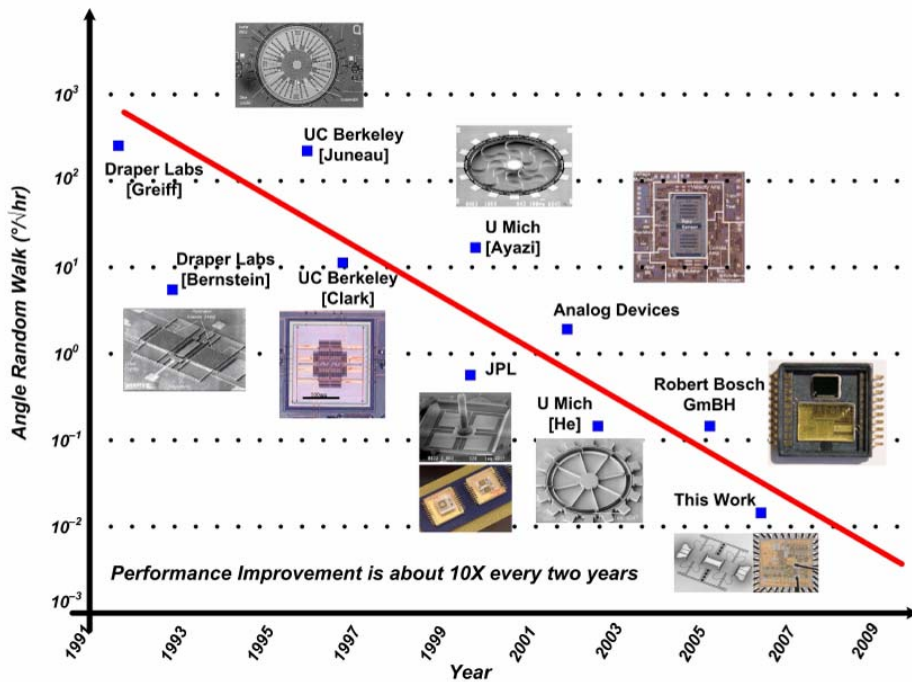 Angle Random Walk (°/√hr)
10³
10²
10¹
10⁰
10⁻¹
10⁻²
10⁻³
UC Berkeley
[Juneau]
Draper Labs
[Greiff]
U Mich
[Ayazi]
Draper Labs
[Bernstein]
UC Berkeley
[Clark]
Analog Devices
JPL
U Mich
[He]
Robert Bosch
GmBH
This Work
Performance Improvement is about 10X every two years
1991
1993
1995
1997
1999
2001
2003
2005
2007
2009
Year